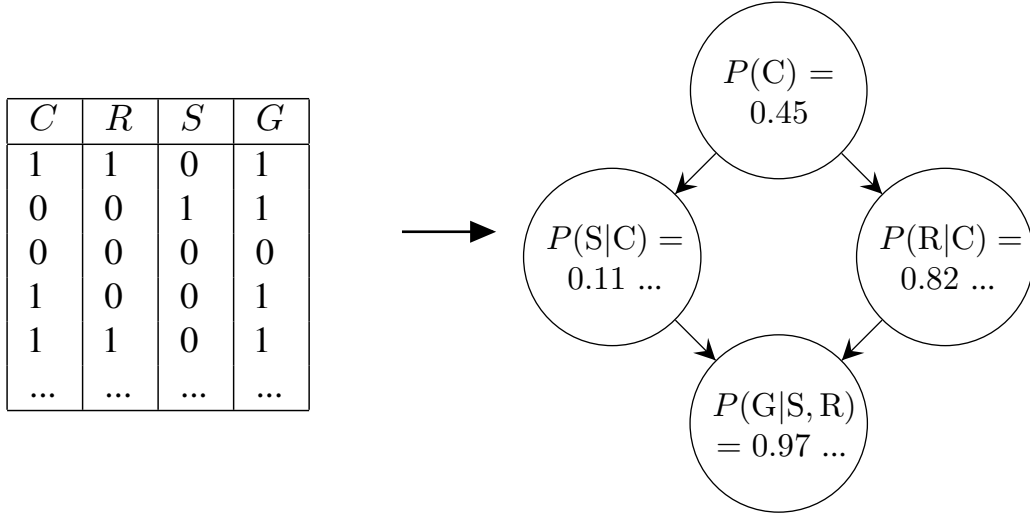 C R S G
1 1 0 1
0 0 1 1
0 0 0 0
1 0 0 1
1 1 0 1
... ... ... ...
P(C) =
0.45
P(S|C) =
0.11 ...
P(R|C) =
0.82 ...
P(G|S, R)
= 0.97 ...